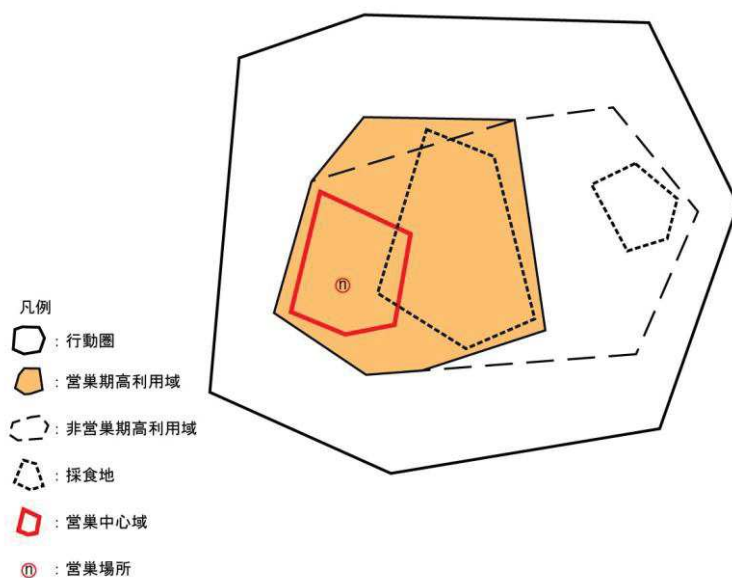 ⓝ
凡例
：行動圏
：営巣期高利用域
：非営巣期高利用域
：採食地
：営巣中心域
ⓝ：営巣場所